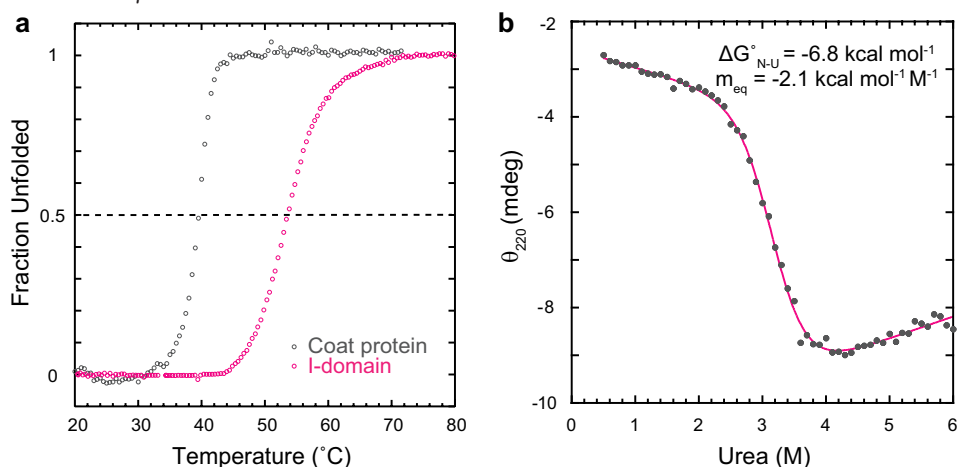 a
1
0.5
0
Fraction Unfolded
Coat protein
I-domain
20 30 40 50 60 70 80
Temperature (˚C)
b
-2
-4
-6
-8
-10
θ220 (mdeg)
ΔG°N-U = -6.8 kcal mol-1
meq = -2.1 kcal mol-1 M-1
0 1 2 3 4 5 6
Urea (M)